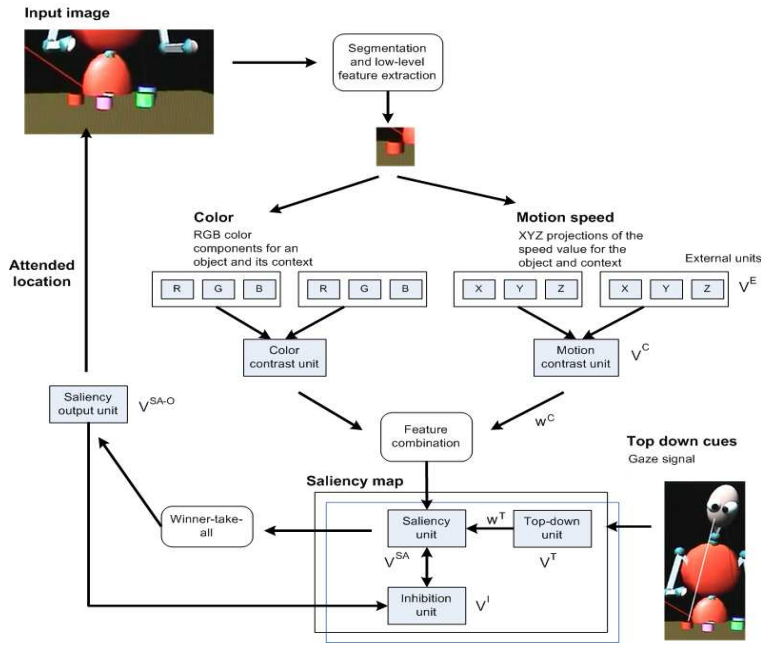 Input image
Segmentation
and low-level
feature extraction
Color
RGB color
components for an
object and its context
Motion speed
XYZ projections of the
speed value for the
object and context
External units
Attended
location
R G B
R G B
X Y Z
X Y Z
V^E
Color
contrast unit
Motion
contrast unit
V^C
Saliency
output unit
V^SA-O
Feature
combination
w^C
Top down cues
Gaze signal
Saliency map
Winner-take-
all
Saliency
unit
w^T
Top-down
unit
V^SA
V^T
Inhibition
unit
V^I